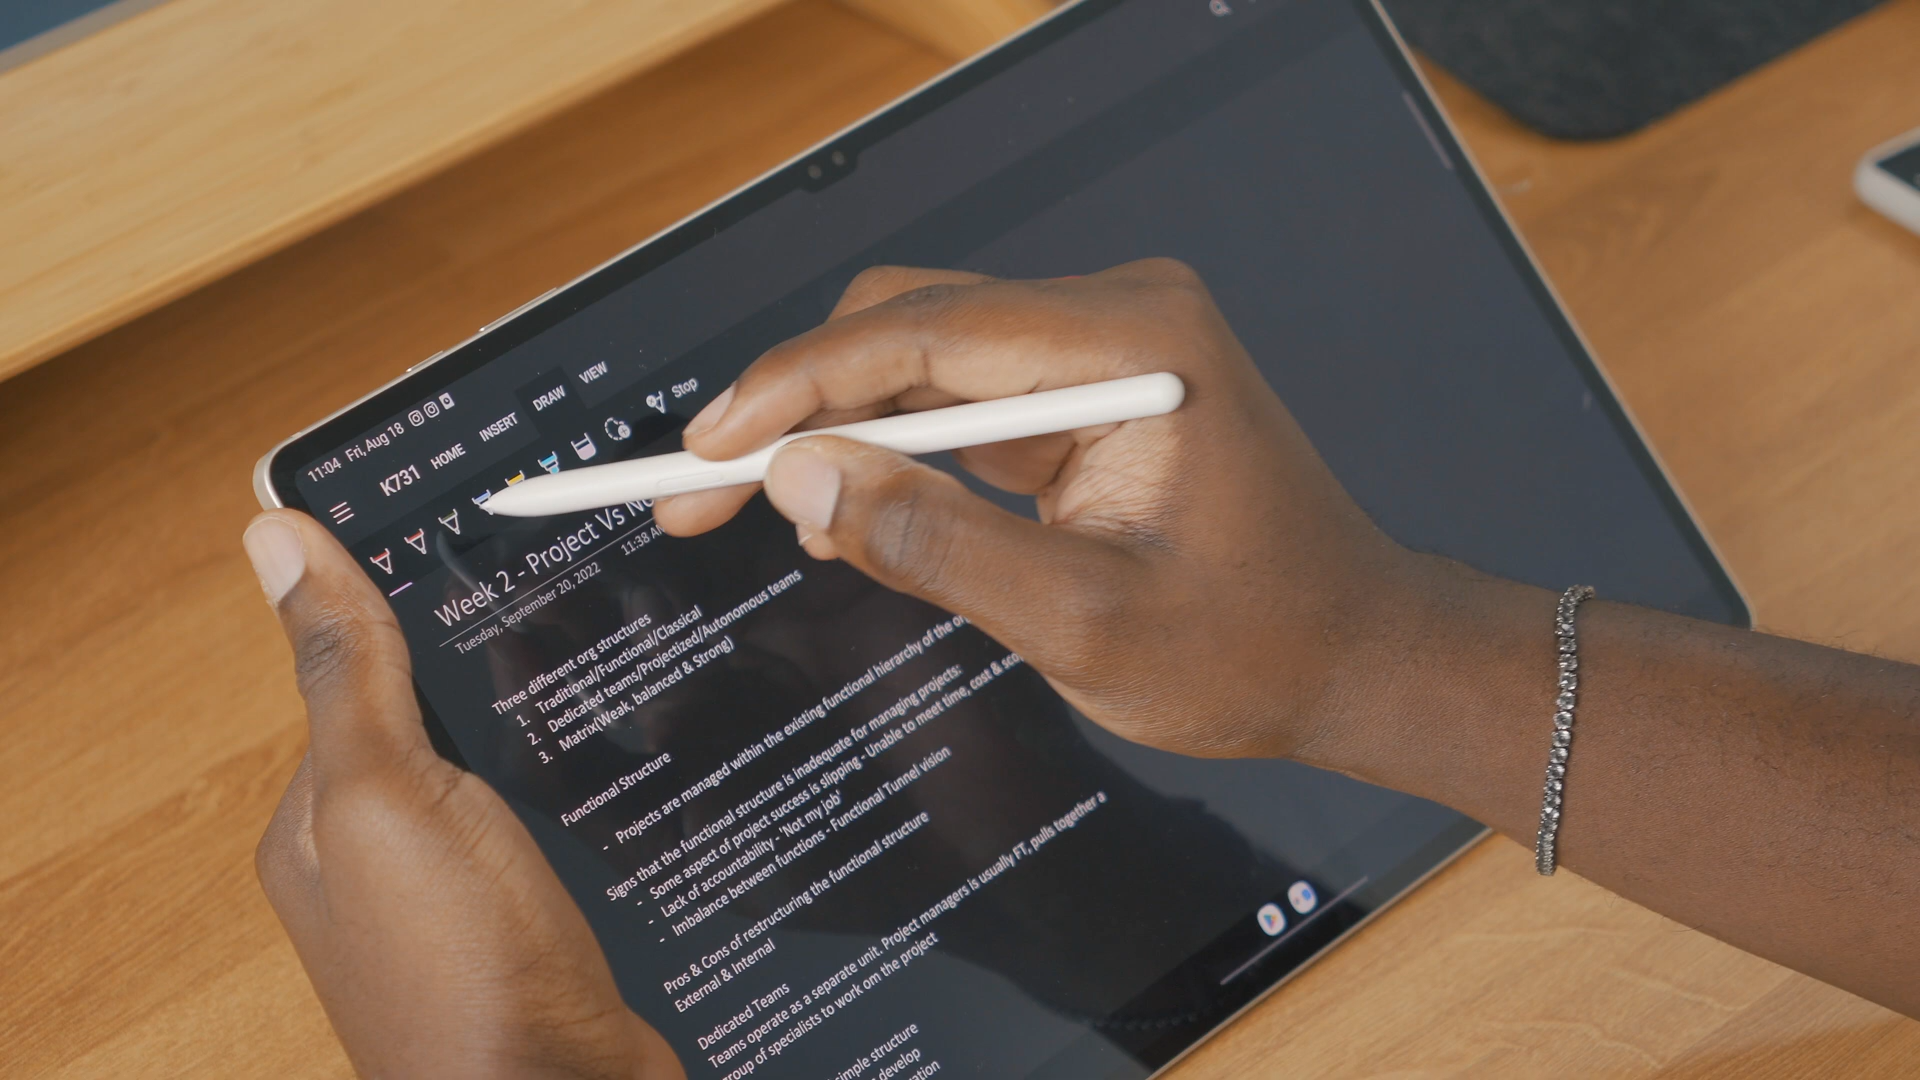 11:04 Fri, Aug 18
K731 HOME INSERT DRAW VIEW
Stop
Week 2 - Project Vs
Tuesday, September 20, 2022 11:38
Three different org structures
1. Traditional/Functional/Classical
2. Dedicated teams/Projectized/Autonomous teams
3. Matrix(Weak, balanced & Strong)
Functional Structure
- Projects are managed within the existing functional hierarchy of the
Signs that the functional structure is inadequate for managing projects:
- Some aspect of project success is slipping - Unable to meet time, cost &
- Lack of accountability - 'Not my job'
- Imbalance between functions - Functional Tunnel vision
Pros & Cons of restructuring the functional structure
External & Internal
Dedicated Teams
Teams operate as a separate unit. Project managers is usually FT, pulls together a
group of specialists to work om the project
simple structure
develop